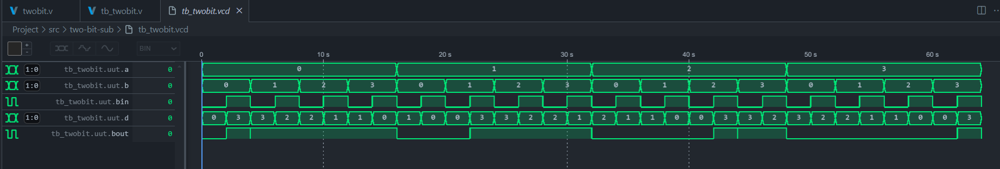 twobit.v tb_twobit.v tb_twobit.vcd
Project > src > two-bit-sub > tb_twobit.vcd
+
-
BIN
0 10 s 20 s 30 s 40 s 50 s 60 s
1:0 tb_twobit.uut.a 0 0 1 2 3
1:0 tb_twobit.uut.b 0 0 1 2 3 0 1 2 3 0 1 2 3 0 1 2 3
tb_twobit.uut.bin 0
1:0 tb_twobit.uut.d 0 0 3 3 2 2 1 1 0 1 0 0 3 3 2 2 1 2 1 1 0 0 3 3 2 3 2 2 1 1 0 0 3
tb_twobit.uut.bout 0